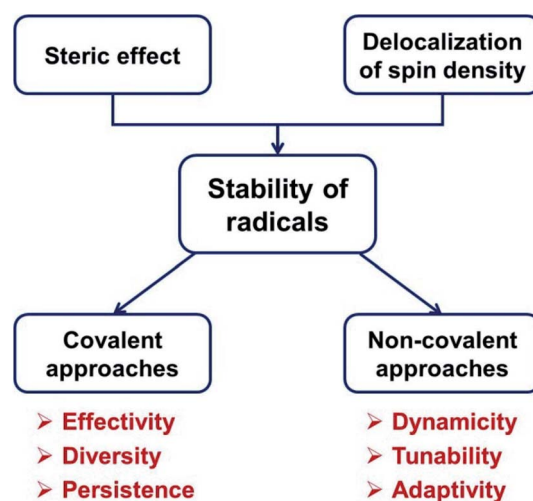 Steric effect
Delocalization
of spin density
Stability of
radicals
Covalent
approaches
Non-covalent
approaches
➢ Effectivity
➢ Diversity
➢ Persistence
➢ Dynamicity
➢ Tunability
➢ Adaptivity